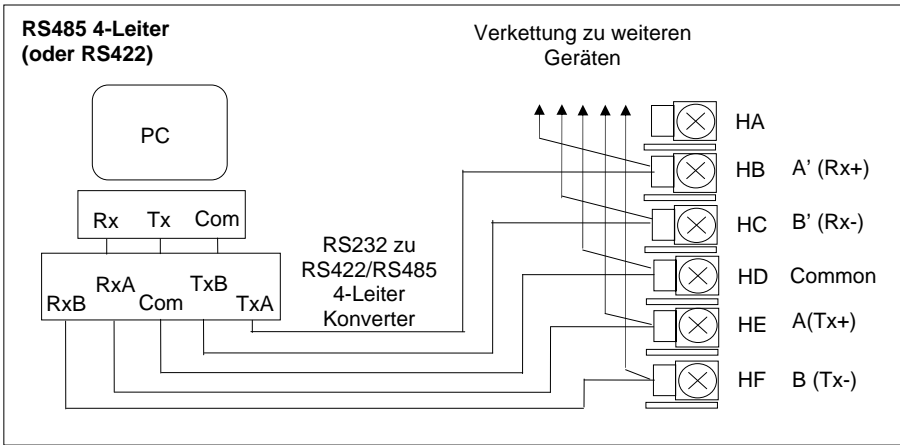 RS485 4-Leiter
(oder RS422)
Verkettung zu weiteren
Geräten
PC
Rx Tx Com
RxB RxA Com TxB TxA
RS232 zu
RS422/RS485
4-Leiter
Konverter
HA
HB A' (Rx+)
HC B' (Rx-)
HD Common
HE A(Tx+)
HF B (Tx-)